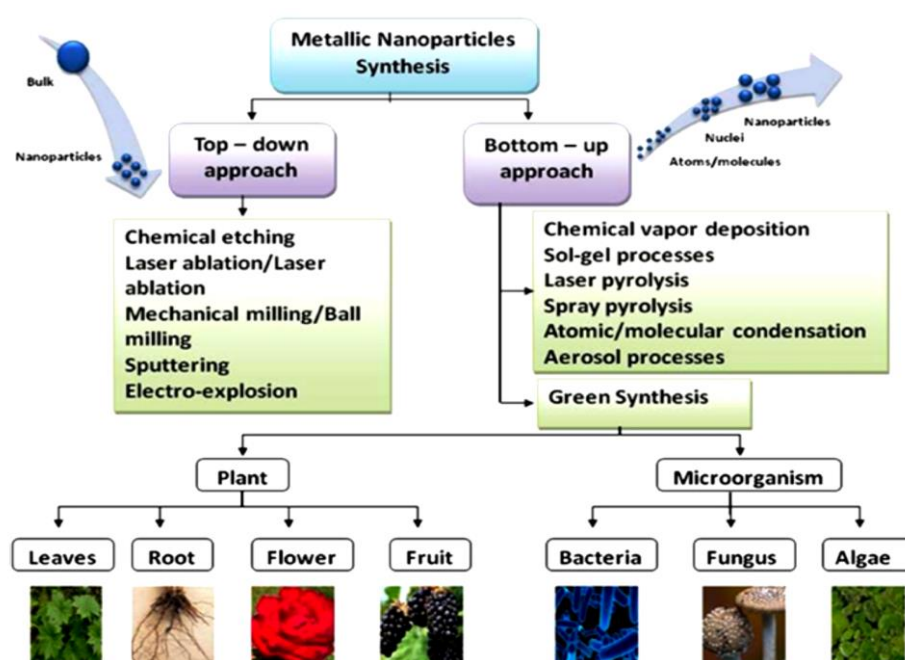 Metallic Nanoparticles
Synthesis
Bulk
Nanoparticles
Top – down
approach
Bottom – up
approach
Nanoparticles
Nuclei
Atoms/molecules
Chemical etching
Laser ablation/Laser
ablation
Mechanical milling/Ball
milling
Sputtering
Electro-explosion
Chemical vapor deposition
Sol-gel processes
Laser pyrolysis
Spray pyrolysis
Atomic/molecular condensation
Aerosol processes
Green Synthesis
Plant
Microorganism
Leaves
Root
Flower
Fruit
Bacteria
Fungus
Algae